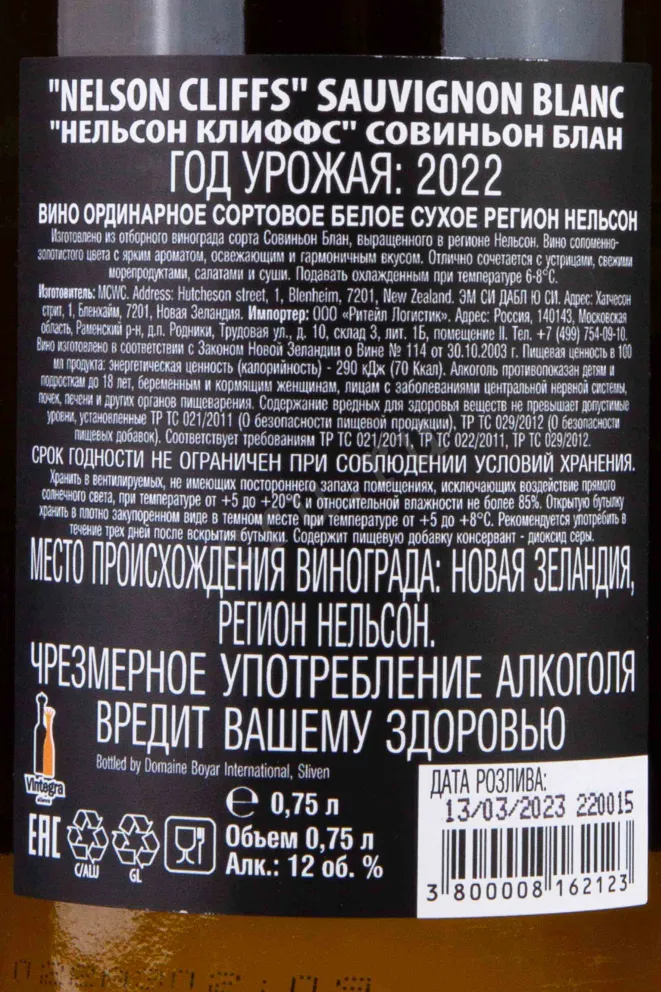 "NELSON CLIFFS" SAUVIGNON BLANC
"НЕЛЬСОН КЛИФФС" СОВИНЬОН БЛАН
ГОД УРОЖАЯ: 2022
ВИНО ОРДИНАРНОЕ СОРТОВОЕ БЕЛОЕ СУХОЕ РЕГИОН НЕЛЬСОН
Изготовлено из отборного винограда сорта Совиньон Блан, выращенного в регионе Нельсон. Вино соломенно-
золотистого цвета с ярким ароматом, освежающим и гармоничным вкусом. Отлично сочетается с устрицами, свежими
морепродуктами, салатами и суши. Подавать охлажденным при температуре 6-8°С.
Изготовитель: MCWC. Address: Hutcheson street, 1, Blenheim, 7201, New Zealand. ЭМ СИ ДАБЛ Ю СИ. Адрес: Хатчесон
стрит, 1, Бленхайм, 7201, Новая Зеландия. Импортер: ООО «Ритейл Логистик». Адрес: Россия, 140143, Московская
область, Раменский р-н, д.п. Родники, Трудовая ул., д. 10, склад 3, лит. 1Б, помещение II. Тел. +7 (499) 754-09-10.
Вино изготовлено в соответствии с Законом Новой Зеландии о Вине № 114 от 30.10.2003 г. Пищевая ценность в 100
мл продукта: энергетическая ценность (калорийность) - 290 кДж (70 Ккал). Алкоголь противопоказан детям и
подросткам до 18 лет, беременным и кормящим женщинам, лицам с заболеваниями центральной нервной системы,
почек, печени и других органов пищеварения. Содержание вредных для здоровья веществ не превышает допустимые
уровни, установленные ТР ТС 021/2011 (О безопасности пищевой продукции), ТР ТС 029/2012 (О безопасности
пищевых добавок). Соответствует требованиям ТР ТС 021/2011, ТР ТС 022/2011, ТР ТС 029/2012.
СРОК ГОДНОСТИ НЕ ОГРАНИЧЕН ПРИ СОБЛЮДЕНИИ УСЛОВИЙ ХРАНЕНИЯ.
Хранить в вентилируемых, не имеющих постороннего запаха помещениях, исключающих воздействие прямого
солнечного света, при температуре от +5 до +20°С и относительной влажности не более 85%. Открытую бутылку
хранить в плотно закупоренном виде в темном месте при температуре от +5 до +8°С. Рекомендуется употребить в
течение трех дней после вскрытия бутылки. Содержит пищевую добавку консервант - диоксид серы.
МЕСТО ПРОИСХОЖДЕНИЯ ВИНОГРАДА: НОВАЯ ЗЕЛАНДИЯ,
РЕГИОН НЕЛЬСОН.
ЧРЕЗМЕРНОЕ УПОТРЕБЛЕНИЕ АЛКОГОЛЯ
ВРЕДИТ ВАШЕМУ ЗДОРОВЬЮ
Bottled by Domaine Boyar International, Sliven
Vintegra
ЕАС
C/ALU
GL
℮ 0,75 л
Объем 0,75 л
Алк.: 12 об. %
ДАТА РОЗЛИВА:
13/03/2023 220015
3 800008 162123